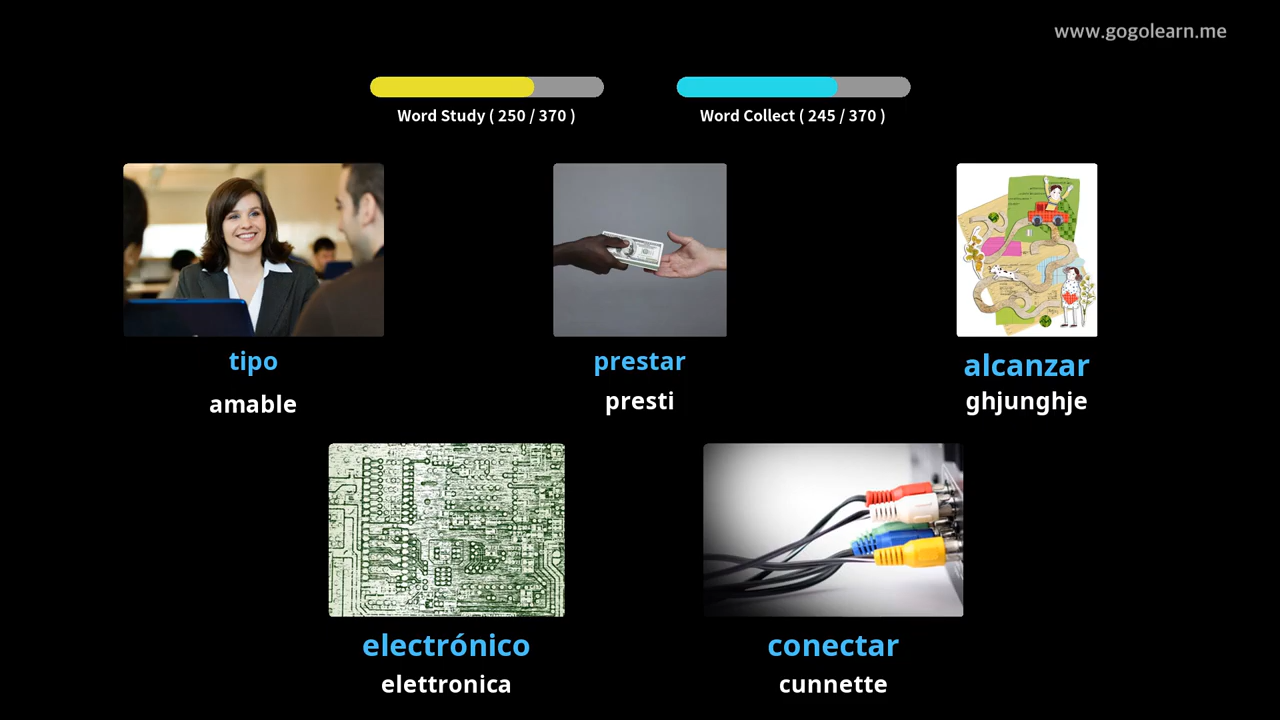 www.gogolearn.me
Word Study ( 250 / 370 )
Word Collect ( 245 / 370 )
tipo
amable
prestar
presti
alcanzar
ghjunghje
electrónico
elettronica
conectar
cunnette